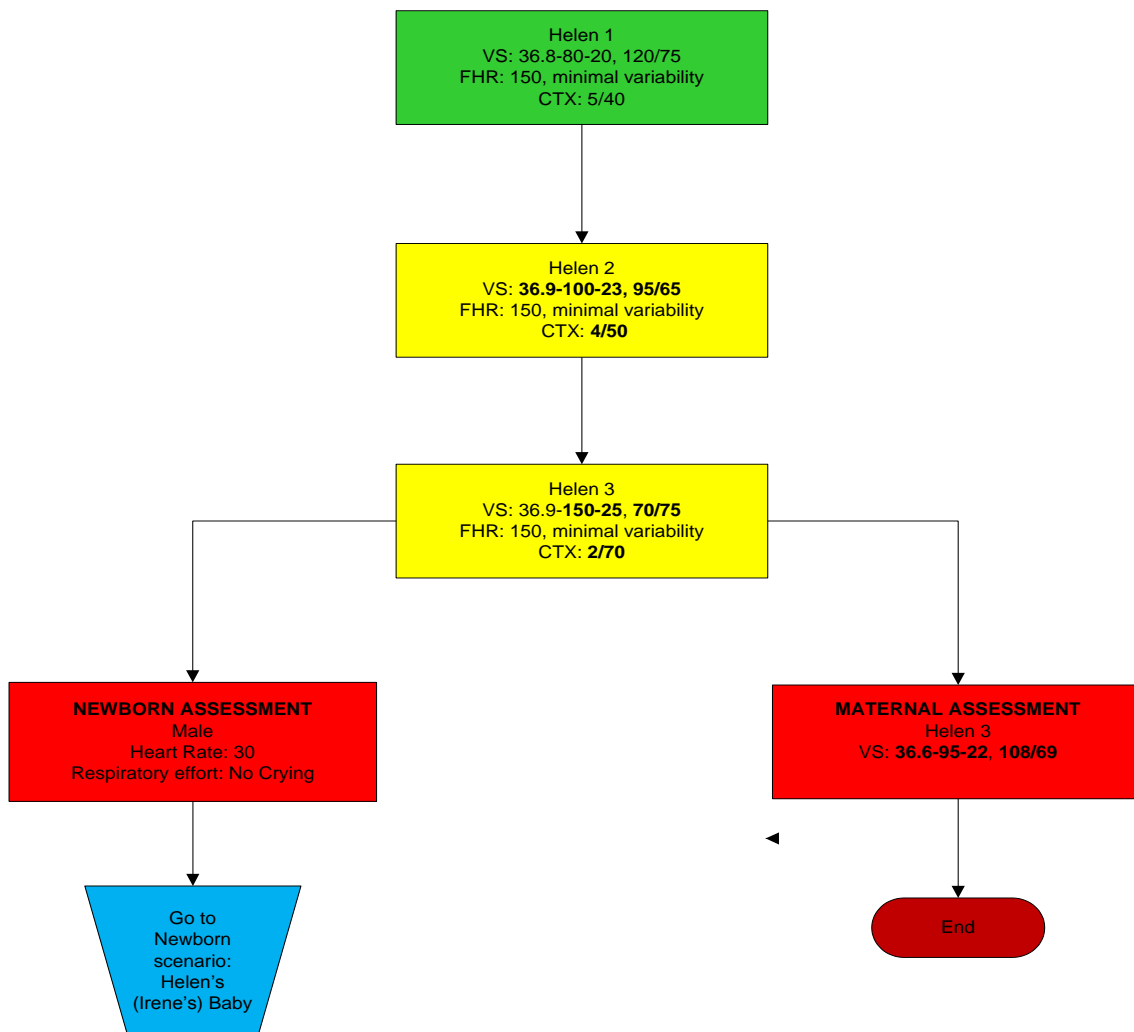 Helen 1
VS: 36.8-80-20, 120/75
FHR: 150, minimal variability
CTX: 5/40
Helen 2
VS: 36.9-100-23, 95/65
FHR: 150, minimal variability
CTX: 4/50
Helen 3
VS: 36.9-150-25, 70/75
FHR: 150, minimal variability
CTX: 2/70
NEWBORN ASSESSMENT
Male
Heart Rate: 30
Respiratory effort: No Crying
MATERNAL ASSESSMENT
Helen 3
VS: 36.6-95-22, 108/69
Go to
Newborn
scenario:
Helen's
(Irene's) Baby
End